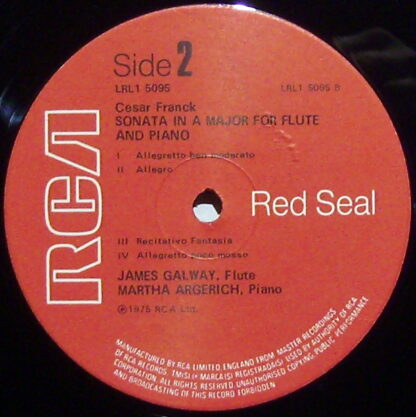 Side 2
LRL1 5095
LRL1 5095 B
Cesar Franck
SONATA IN A MAJOR FOR FLUTE
AND PIANO
I Allegretto ben moderato
II Allegro
RCA
Red Seal
III Recitativo Fantasia
IV Allegretto poco mosso
JAMES GALWAY, Flute
MARTHA ARGERICH, Piano
Ⓟ1975 RCA Ltd.
MANUFACTURED BY RCA LIMITED, ENGLAND FROM MASTER RECORDINGS
OF RCA RECORDS. TM(S) ® MARCA(S) REGISTRADA(S) USED BY AUTHORITY OF RCA
CORPORATION. ALL RIGHTS RESERVED. UNAUTHORISED COPYING, PUBLIC PERFORMANCE
AND BROADCASTING OF THIS RECORD FORBIDDEN.